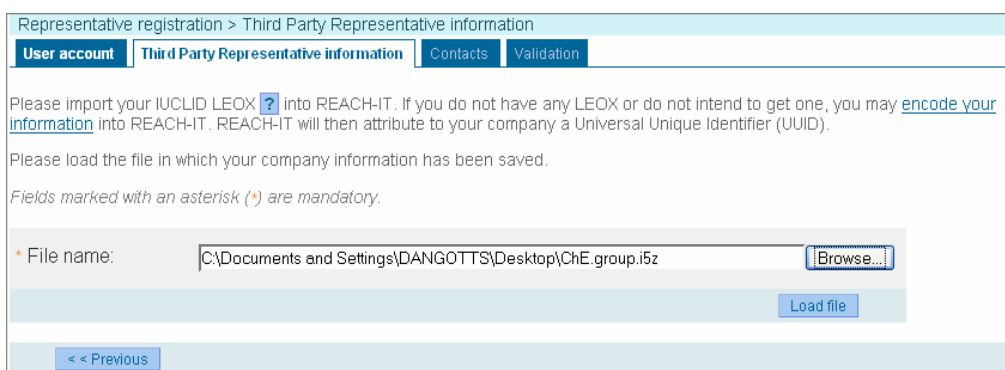 Representative registration > Third Party Representative information
User account Third Party Representative information Contacts Validation
Please import your IUCLID LEOX ? into REACH-IT. If you do not have any LEOX or do not intend to get one, you may encode your
information into REACH-IT. REACH-IT will then attribute to your company a Universal Unique Identifier (UUID).
Please load the file in which your company information has been saved.
Fields marked with an asterisk (*) are mandatory.
* File name: C:\Documents and Settings\DANGOTTS\Desktop\ChE.group.i5z Browse...
Load file
< < Previous